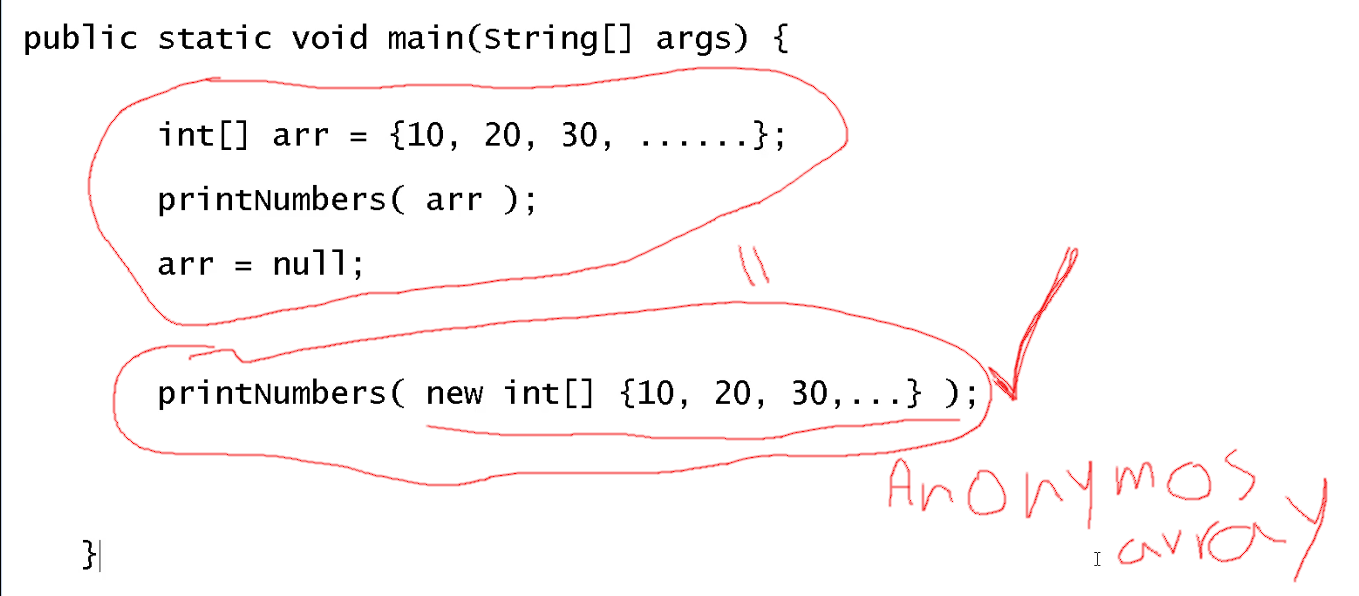 public static void main(String[] args) {
int[] arr = {10, 20, 30, ......};
printNumbers( arr );
arr = null;
printNumbers( new int[] {10, 20, 30,...} );
Anonymos
array
}